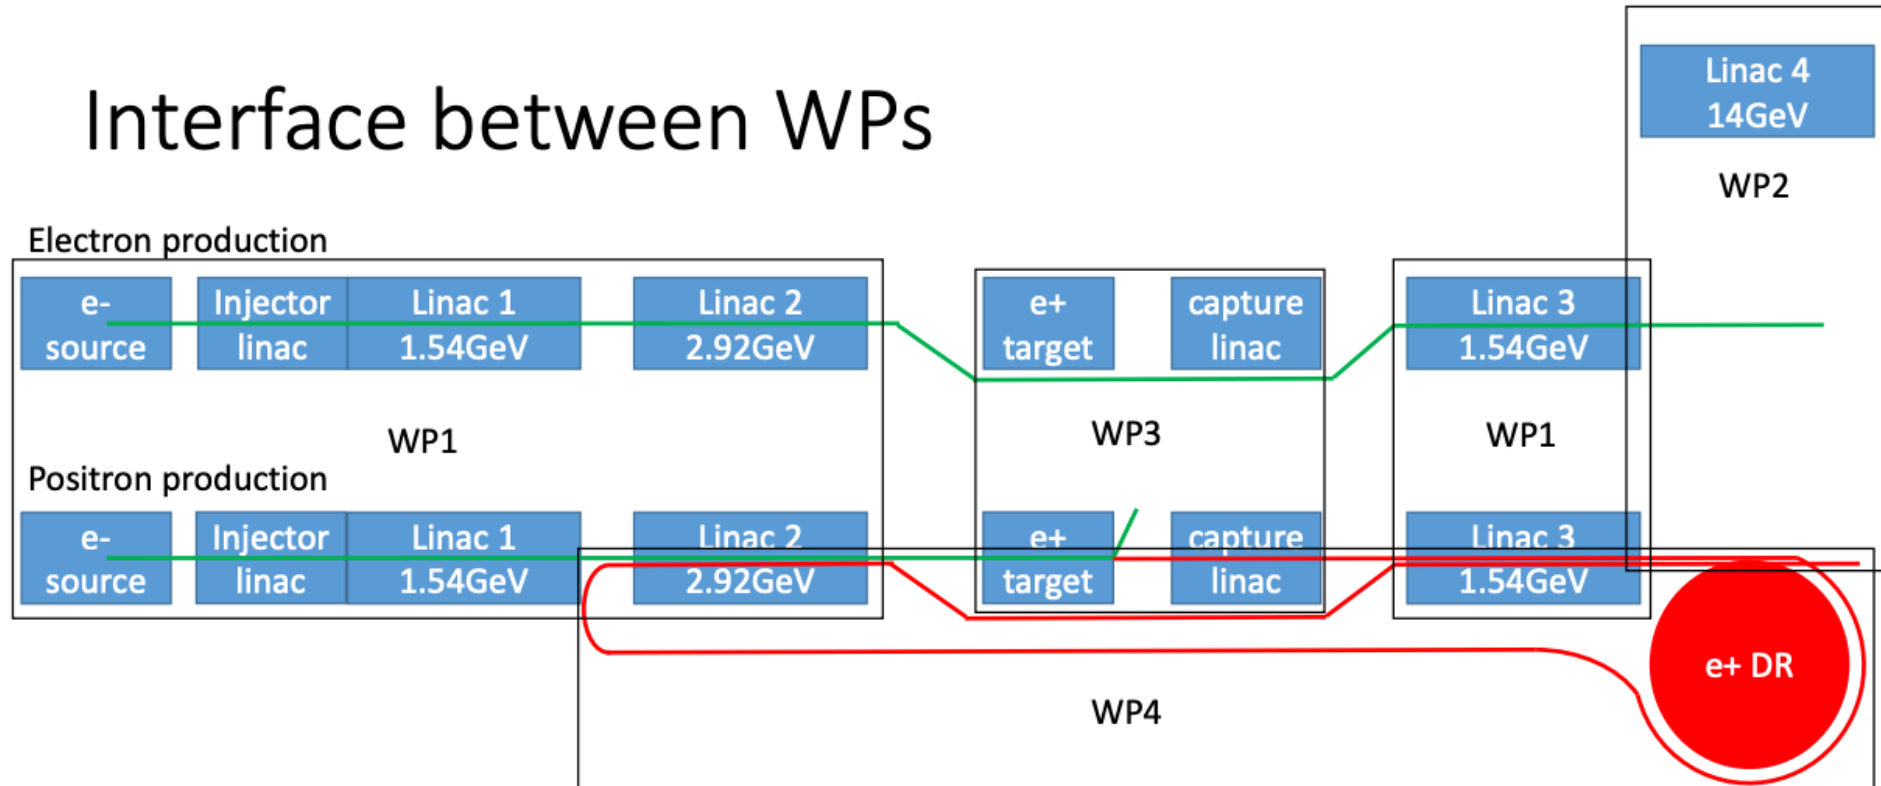 Interface between WPs
Linac 4
14GeV
WP2
Electron production
e-
source
Injector
linac
Linac 1
1.54GeV
Linac 2
2.92GeV
e+
target
capture
linac
Linac 3
1.54GeV
WP1
WP3
WP1
Positron production
e-
source
Injector
linac
Linac 1
1.54GeV
Linac 2
2.92GeV
e+
target
capture
linac
Linac 3
1.54GeV
e+ DR
WP4